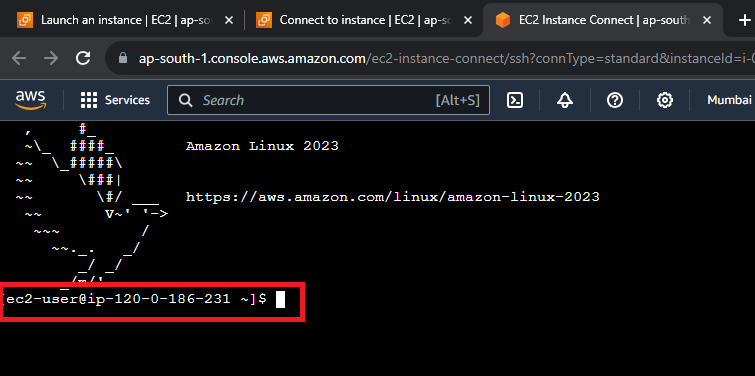 Launch an instance | EC2 | ap-so
Connect to instance | EC2 | ap-so
EC2 Instance Connect | ap-south
ap-south-1.console.aws.amazon.com/ec2-instance-connect/ssh?connType=standard&instanceId=i-0
aws
Services
Search
[Alt+S]
Mumbai
   ,     #_
   ~\_  ####_        Amazon Linux 2023
  ~~  \_#####\
  ~~     \###|
  ~~       \#/ ___   https://aws.amazon.com/linux/amazon-linux-2023
   ~~       V~' '->
    ~~~         /
      ~~._.   _/
         _/ _/
       _/m/'
[ec2-user@ip-120-0-186-231 ~]$